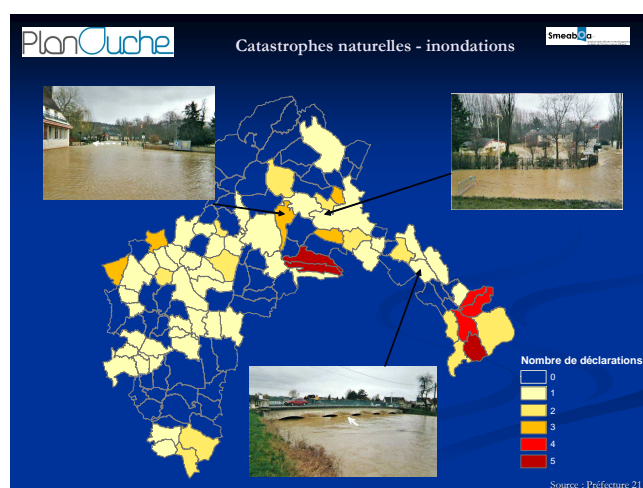 PlanOuche
Catastrophes naturelles - inondations
Smeaboa
Nombre de déclarations
0
1
2
3
4
5
Source : Préfecture 21